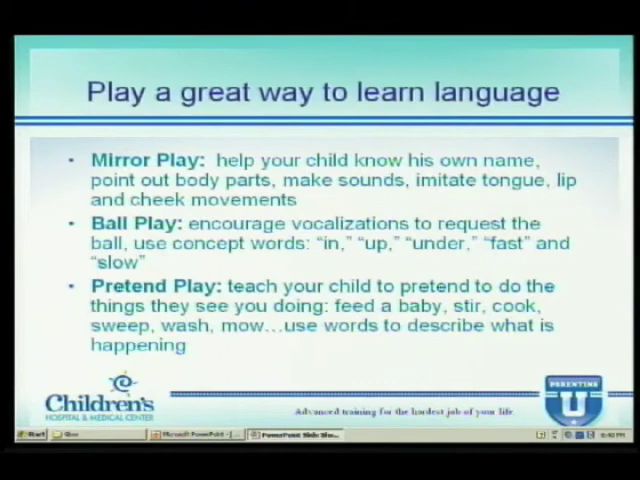 Play a great way to learn language
• Mirror Play: help your child know his own name,
point out body parts, make sounds, imitate tongue, lip
and cheek movements
• Ball Play: encourage vocalizations to request the
ball, use concept words: “in,” “up,” “under,” “fast” and
“slow”
• Pretend Play: teach your child to pretend to do the
things they see you doing: feed a baby, stir, cook,
sweep, wash, mow…use words to describe what is
happening
Children's
HOSPITAL & MEDICAL CENTER
Advanced training for the hardest job of your life
PARENTING
U
Start
Microsoft PowerPoint - [...
PowerPoint Slide Sho...